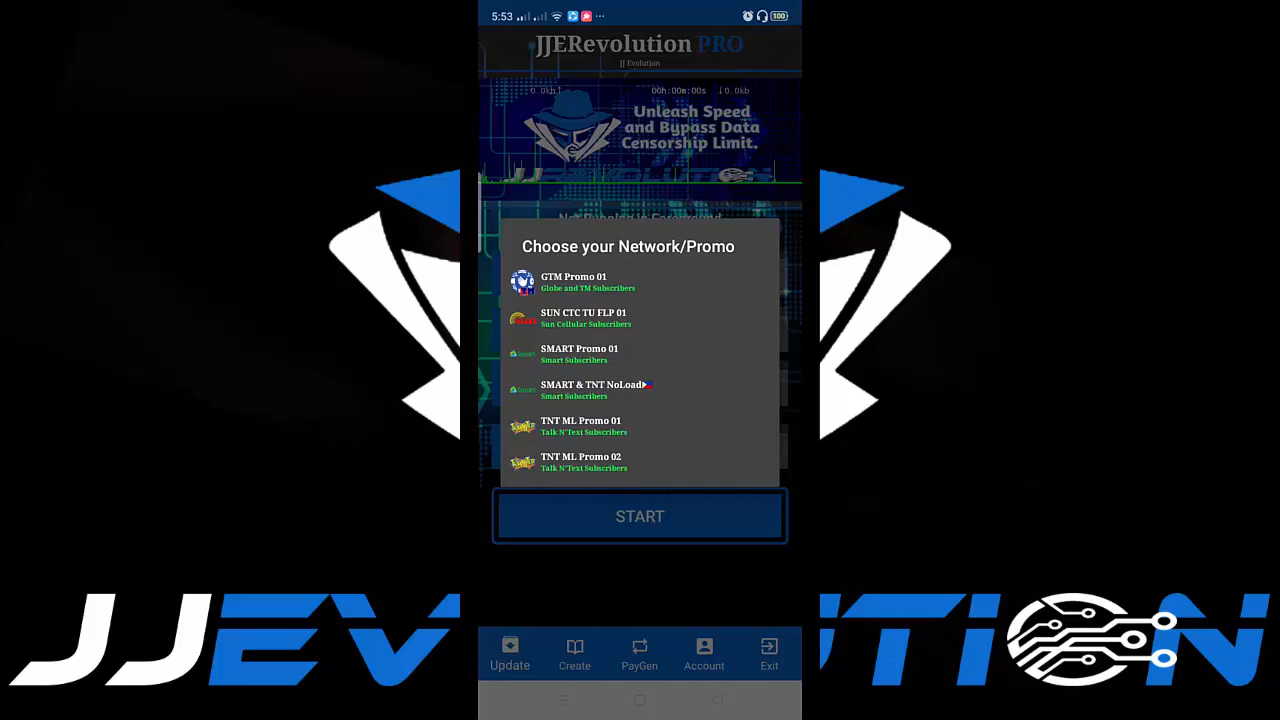 5:53
100
JJERevolution PRO
JJ Evolution
0.0kb↑ 00h:00m:00s ↓0.0kb
Unleash Speed
and Bypass Data
Censorship Limit.
Choose your Network/Promo
GTM Promo 01
Globe and TM Subscribers
SUN CTC TU FLP 01
Sun Cellular Subscribers
SMART Promo 01
Smart Subscribers
SMART & TNT NoLoad
Smart Subscribers
TNT ML Promo 01
Talk N'Text Subscribers
TNT ML Promo 02
Talk N'Text Subscribers
START
Update Create PayGen Account Exit
JJEV UTION